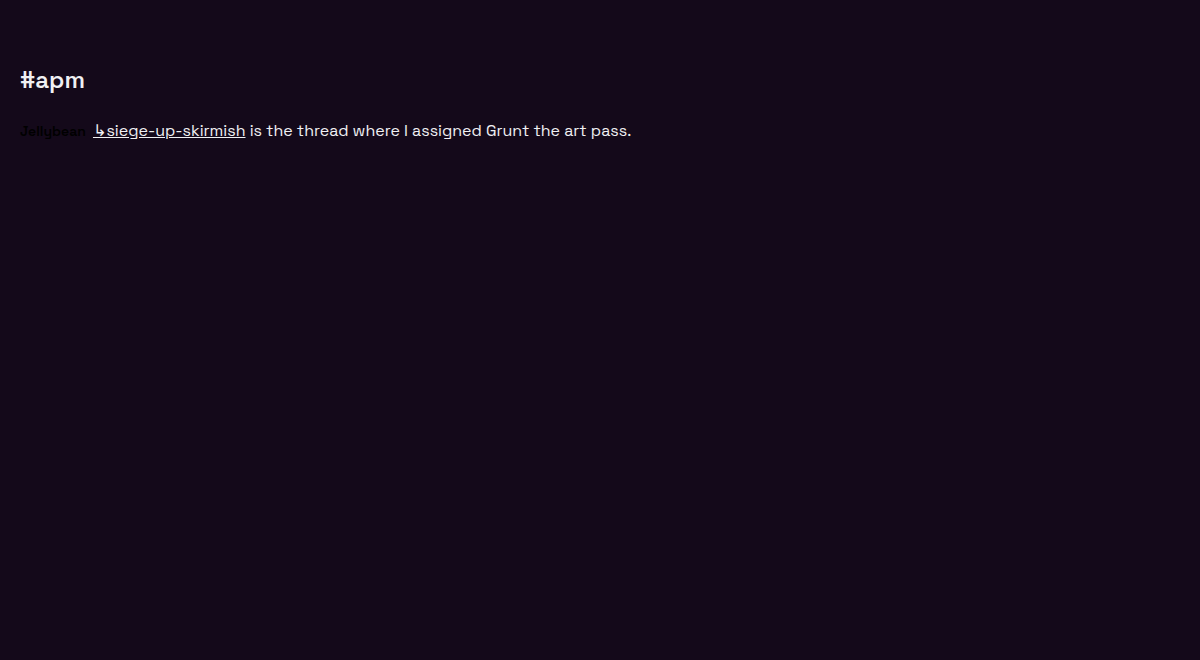 #apm
Jellybean ↳siege-up-skirmish is the thread where I assigned Grunt the art pass.